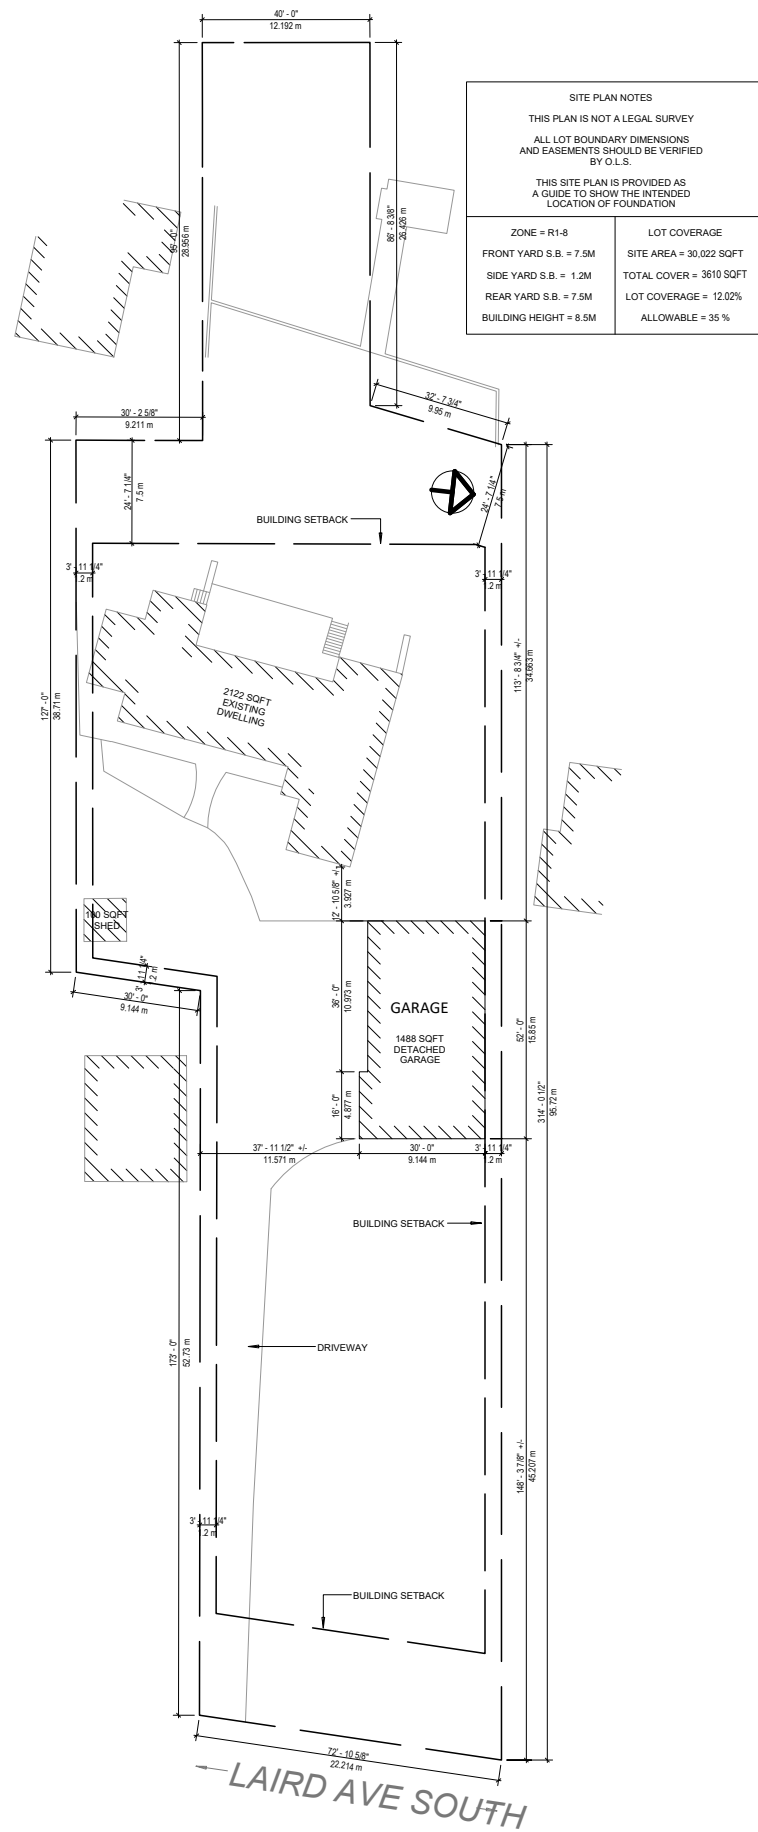 40' - 0"
12.192 m
SITE PLAN NOTES
THIS PLAN IS NOT A LEGAL SURVEY
ALL LOT BOUNDARY DIMENSIONS
AND EASEMENTS SHOULD BE VERIFIED
BY O.L.S.
THIS SITE PLAN IS PROVIDED AS
A GUIDE TO SHOW THE INTENDED
LOCATION OF FOUNDATION
ZONE = R1-8
FRONT YARD S.B. = 7.5M
SIDE YARD S.B. = 1.2M
REAR YARD S.B. = 7.5M
BUILDING HEIGHT = 8.5M
LOT COVERAGE
SITE AREA = 30,022 SQFT
TOTAL COVER = 3610 SQFT
LOT COVERAGE = 12.02%
ALLOWABLE = 35 %
95' - 0"
28.956 m
86' - 8 3/8"
26.426 m
32' - 7 3/4"
9.95 m
30' - 2 5/8"
9.211 m
24' - 7 1/4"
7.5 m
24' - 7 1/4"
7.5 m
BUILDING SETBACK
3' - 11 1/4"
1.2 m
3' - 11 1/4"
1.2 m
127' - 0"
38.71 m
113' - 8 3/4" +/-
34.663 m
2122 SQFT
EXISTING
DWELLING
12' - 10 5/8" +/-
3.927 m
100 SQFT
SHED
3' - 11 1/4"
1.2 m
30' - 0"
9.144 m
36' - 0"
10.973 m
GARAGE
1488 SQFT
DETACHED
GARAGE
52' - 0"
15.85 m
16' - 0"
4.877 m
314' - 0 1/2"
95.72 m
37' - 11 1/2" +/-
11.571 m
30' - 0"
9.144 m
3' - 11 1/4"
1.2 m
BUILDING SETBACK
173' - 0"
52.73 m
DRIVEWAY
148' - 3 7/8" +/-
45.207 m
3' - 11 1/4"
1.2 m
BUILDING SETBACK
72' - 10 5/8"
22.214 m
LAIRD AVE SOUTH